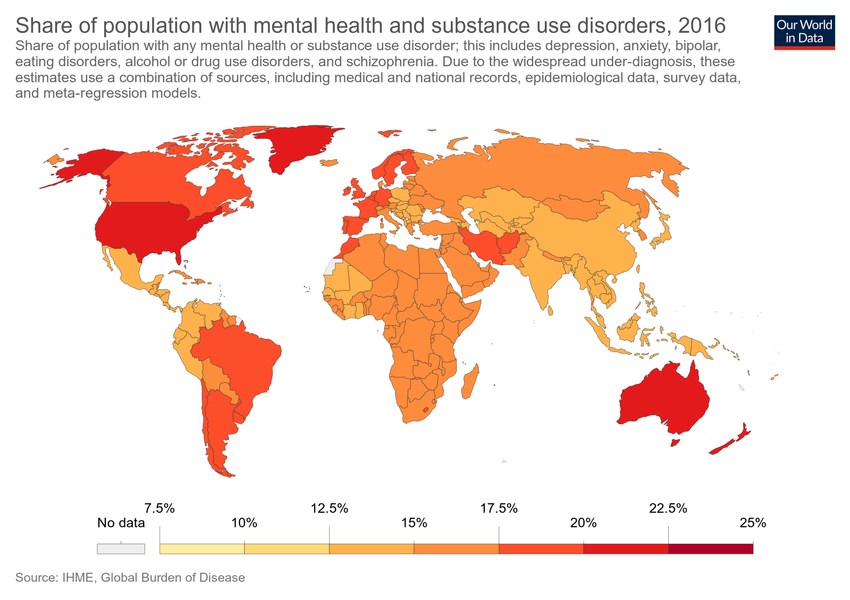 Share of population with mental health and substance use disorders, 2016
Our World
in Data
Share of population with any mental health or substance use disorder; this includes depression, anxiety, bipolar,
eating disorders, alcohol or drug use disorders, and schizophrenia. Due to the widespread under-diagnosis, these
estimates use a combination of sources, including medical and national records, epidemiological data, survey data,
and meta-regression models.
7.5% 12.5% 17.5% 22.5%
No data 10% 15% 20% 25%
Source: IHME, Global Burden of Disease